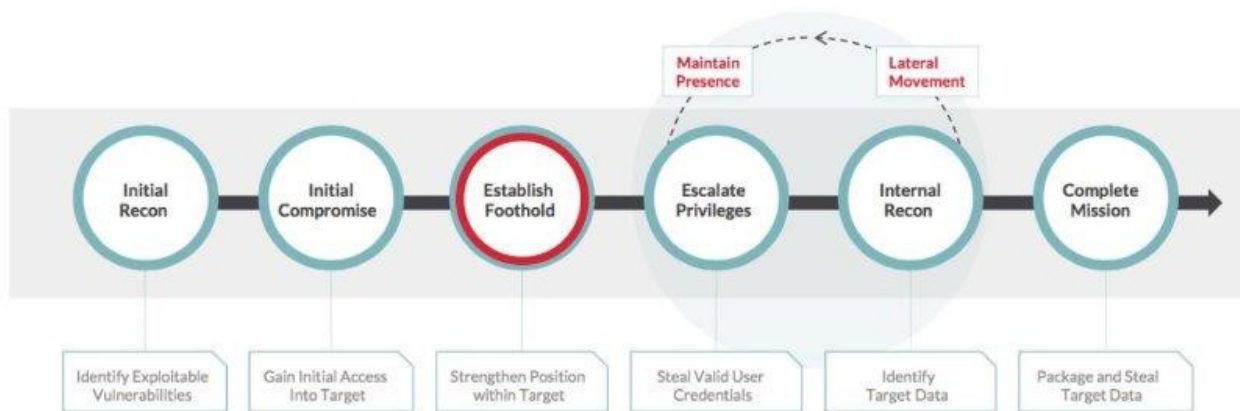 Maintain
Presence
Lateral
Movement
Initial
Recon
Initial
Compromise
Establish
Foothold
Escalate
Privileges
Internal
Recon
Complete
Mission
Identify Exploitable
Vulnerabilities
Gain Initial Access
Into Target
Strengthen Position
within Target
Steal Valid User
Credentials
Identify
Target Data
Package and Steal
Target Data